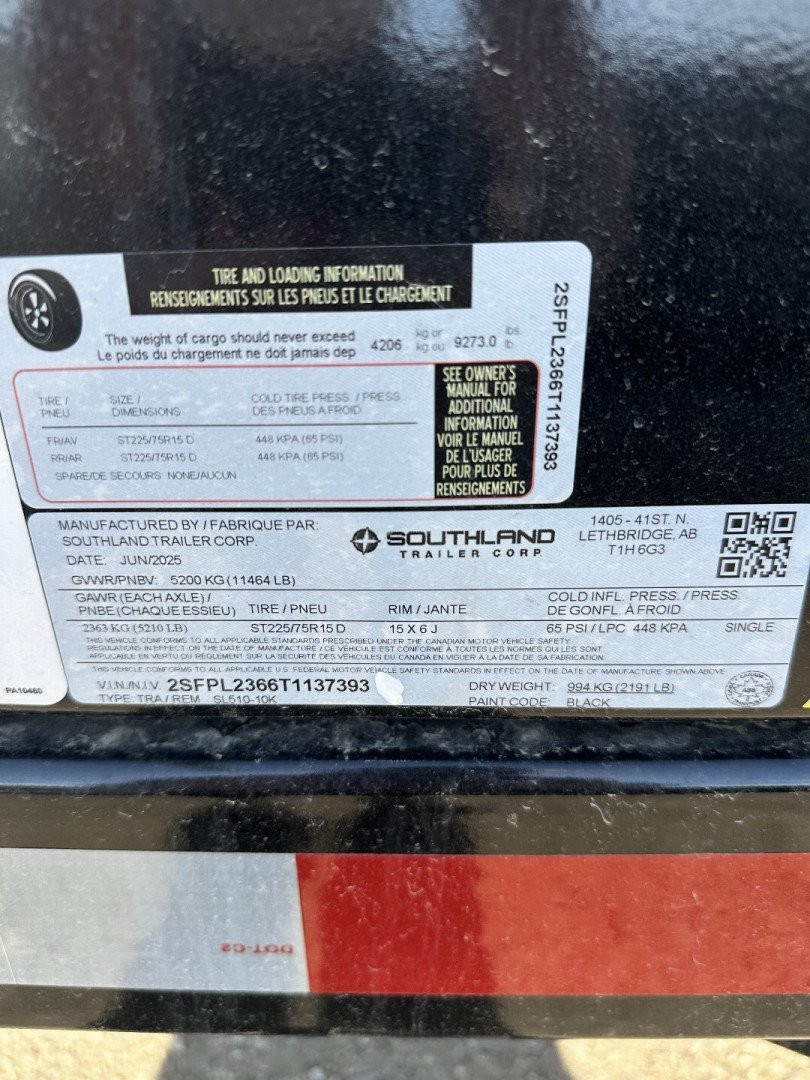 TIRE AND LOADING INFORMATION
RENSEIGNEMENTS SUR LES PNEUS ET LE CHARGEMENT
The weight of cargo should never exceed 4206 kg or 9273.0 lbs.
Le poids du chargement ne doit jamais dep kg ou lb
2SFPL2366T1137393
TIRE / SIZE / COLD TIRE PRESS. / PRESS
PNEU DIMENSIONS DES PNEUS A FROID
FR/AV ST225/75R15 D 448 KPA (65 PSI)
RR/AR ST225/75R15 D 448 KPA (65 PSI)
SPARE/DE SECOURS NONE/AUCUN
SEE OWNER'S
MANUAL FOR
ADDITIONAL
INFORMATION
VOIR LE MANUEL
DE L'USAGER
POUR PLUS DE
RENSEIGNEMENTS
MANUFACTURED BY / FABRIQUE PAR:
SOUTHLAND TRAILER CORP.
DATE: JUN/2025
GVWR/PNBV: 5200 KG (11464 LB)
SOUTHLAND
TRAILER CORP.
1405 - 41ST. N.
LETHBRIDGE, AB
T1H 6G3
GAWR (EACH AXLE) / COLD INFL. PRESS. / PRESS.
PNBE (CHAQUE ESSIEU) TIRE / PNEU RIM / JANTE DE GONFL. À FROID
2363 KG (5210 LB) ST225/75R15 D 15 X 6 J 65 PSI / LPC 448 KPA SINGLE
THIS VEHICLE CONFORMS TO ALL APPLICABLE STANDARDS PRESCRIBED UNDER THE CANADIAN MOTOR VEHICLE SAFETY
REGULATIONS IN EFFECT ON THE DATE OF MANUFACTURE / CE VEHICULE EST CONFORME A TOUTES LES NORMES QUI LES SONT
APPLICABLE EN VERTU DU REGLEMENT SUR LA SECURITE DES VEHICULES DU CANADA EN VIGUER A LA DATE DE SA FABRICATION.
THIS VEHICLE CONFORMS TO ALL APPLICABLE U.S. FEDERAL MOTOR VEHICLE SAFETY STANDARDS IN EFFECT ON THE DATE OF MANUFACTURE SHOWN ABOVE
V.I.N./N.I.V. 2SFPL2366T1137393 DRY WEIGHT: 994 KG (2191 LB)
TYPE: TRA / REM SL510-10K PAINT CODE: BLACK
PA10460
DOT-C2